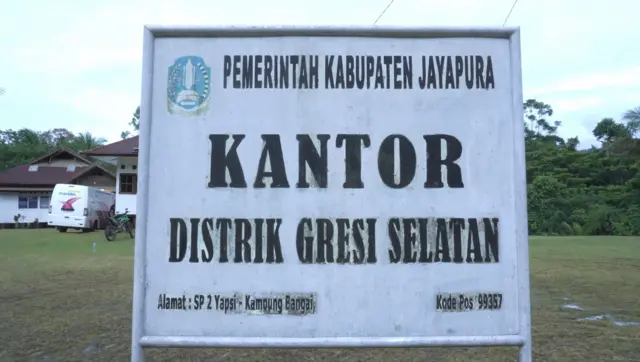 PEMERINTAH KABUPATEN JAYAPURA
KANTOR
DISTRIK GRESI SELATAN
Alamat : SP 2 Yapsi - Kampung Bangai, Kode Pos 99357